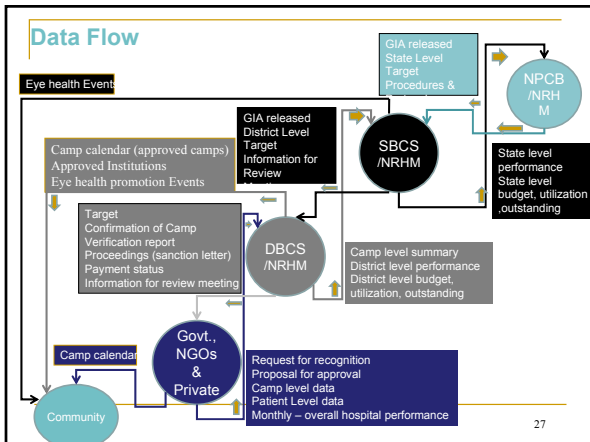 Data Flow
GIA released
State Level
Target
Procedures &
NPCB
/NRH
M
Eye health Events
GIA released
District Level
Target
Information for
Review
SBCS
/NRHM
Camp calendar (approved camps)
Approved Institutions
Eye health promotion Events
State level
performance
State level
budget, utilization
,outstanding
Target
Confirmation of Camp
Verification report
Proceedings (sanction letter)
Payment status
Information for review meeting
DBCS
/NRHM
Camp level summary
District level performance
District level budget,
utilization, outstanding
Govt.,
NGOs
&
Private
Camp calendar
Request for recognition
Proposal for approval
Camp level data
Patient Level data
Monthly – overall hospital performance
Community
27